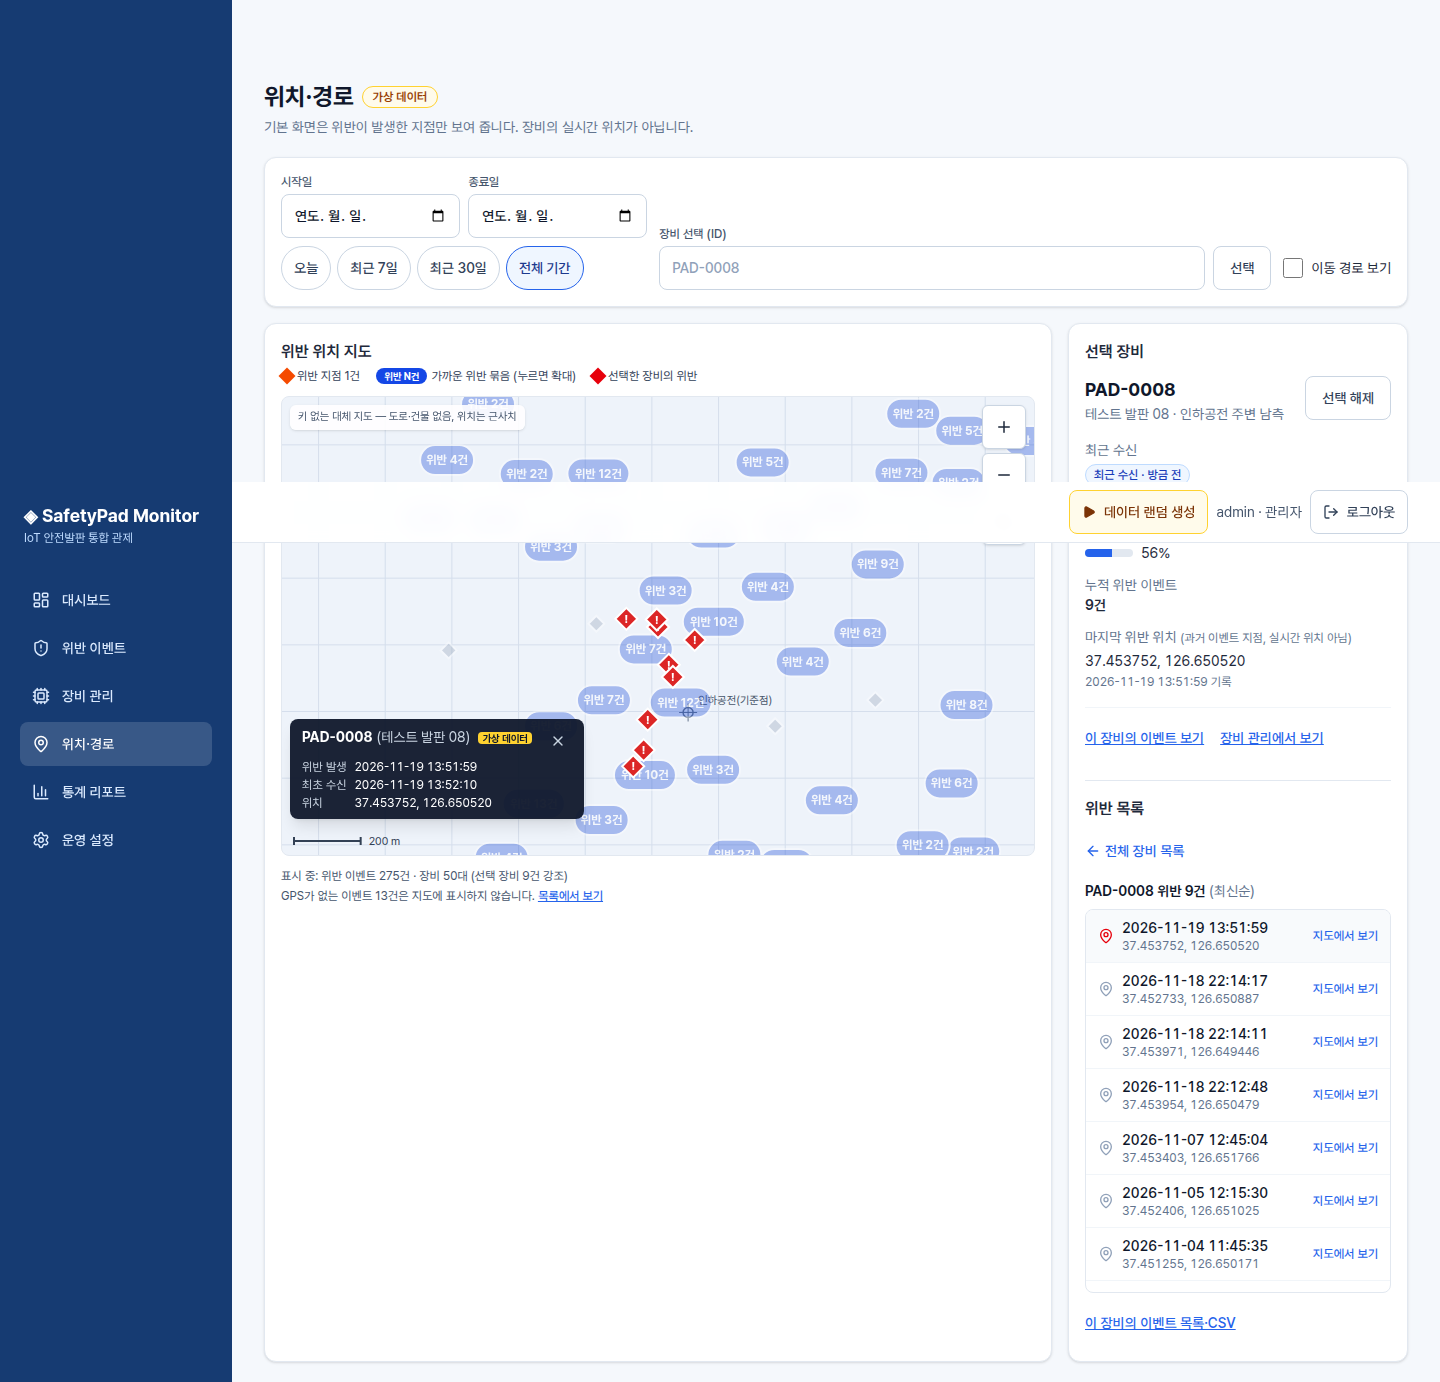 위치·경로 가상 데이터
기본 화면은 위반이 발생한 지점만 보여 줍니다. 장비의 실시간 위치가 아닙니다.
시작일 종료일
연도. 월. 일. 연도. 월. 일.
장비 선택 (ID)
오늘 최근 7일 최근 30일 전체 기간 PAD-0008 선택 이동 경로 보기
위반 위치 지도
위반 지점 1건 위반 N건 가까운 위반 묶음 (누르면 확대) 선택한 장비의 위반
키 없는 대체 지도 — 도로·건물 없음, 위치는 근사치
위반 2건
위반 2건
위반 5건
위반 4건
위반 2건
위반 12건
위반 5건
위반 7건
+
−
위반 3건
위반 9건
위반 3건
위반 4건
위반 10건
위반 6건
위반 7건
위반 4건
위반 7건
위반 12건
인하공전(기준점)
위반 8건
위반 10건
위반 3건
위반 6건
위반 4건
위반 3건
위반 2건
위반 2건
위반 2건
PAD-0008 (테스트 발판 08) 가상 데이터
위반 발생 2026-11-19 13:51:59
최초 수신 2026-11-19 13:52:10
위치 37.453752, 126.650520
200 m
표시 중: 위반 이벤트 275건 · 장비 50대 (선택 장비 9건 강조)
GPS가 없는 이벤트 13건은 지도에 표시하지 않습니다. 목록에서 보기
SafetyPad Monitor
IoT 안전발판 통합 관제
대시보드
위반 이벤트
장비 관리
위치·경로
통계 리포트
운영 설정
데이터 랜덤 생성 admin · 관리자 로그아웃
선택 장비
PAD-0008
테스트 발판 08 · 인하공전 주변 남측
선택 해제
최근 수신
최근 수신 · 방금 전
56%
누적 위반 이벤트
9건
마지막 위반 위치 (과거 이벤트 지점, 실시간 위치 아님)
37.453752, 126.650520
2026-11-19 13:51:59 기록
이 장비의 이벤트 보기 장비 관리에서 보기
위반 목록
전체 장비 목록
PAD-0008 위반 9건 (최신순)
2026-11-19 13:51:59
37.453752, 126.650520
지도에서 보기
2026-11-18 22:14:17
37.452733, 126.650887
지도에서 보기
2026-11-18 22:14:11
37.453971, 126.649446
지도에서 보기
2026-11-18 22:12:48
37.453954, 126.650479
지도에서 보기
2026-11-07 12:45:04
37.453403, 126.651766
지도에서 보기
2026-11-05 12:15:30
37.452406, 126.651025
지도에서 보기
2026-11-04 11:45:35
37.451255, 126.650171
지도에서 보기
이 장비의 이벤트 목록·CSV